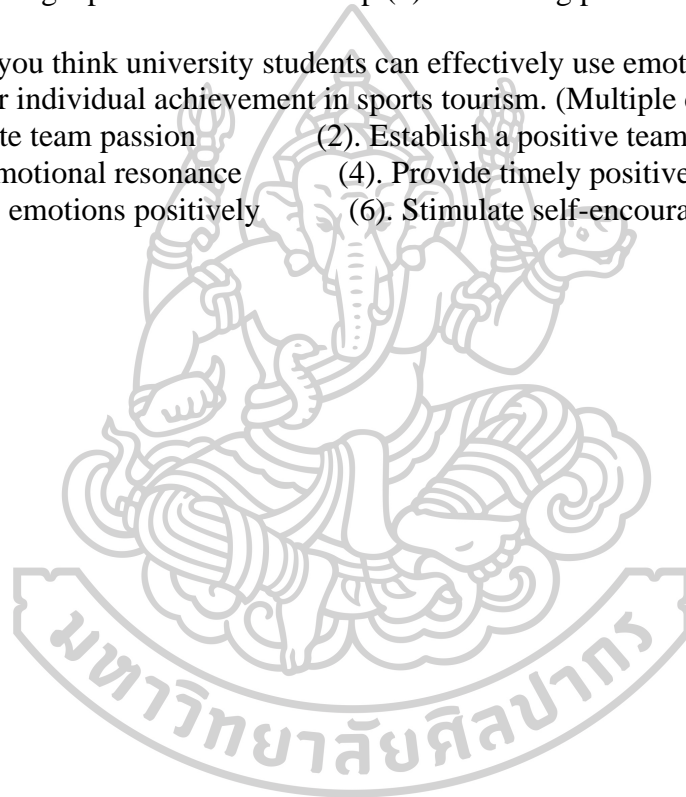 you think university students can effectively use emot
r individual achievement in sports tourism. (Multiple
te team passion (2). Establish a positive team
motional resonance (4). Provide timely positive
emotions positively (6). Stimulate self-encoura
มหาวิทยาลัยศิลปากร